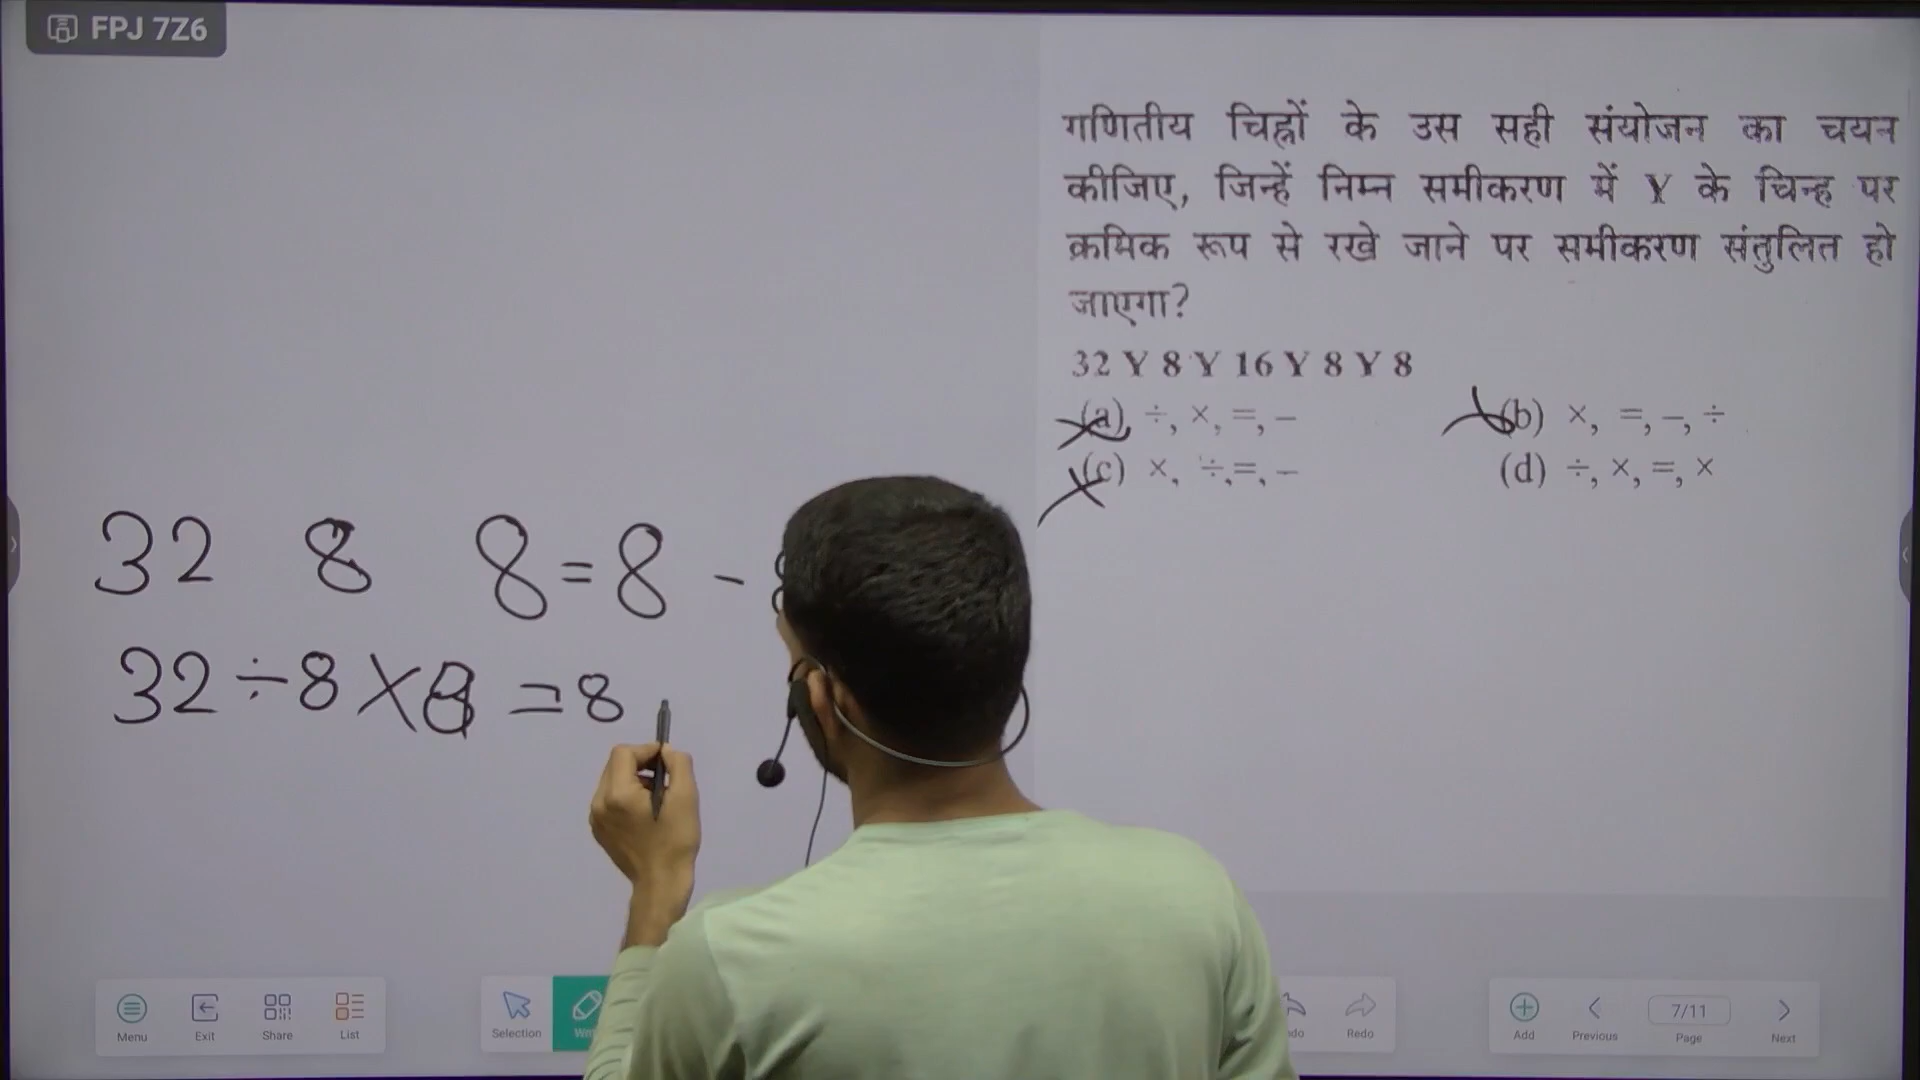 FPJ 7Z6
गणितीय चिह्नों के उस सही संयोजन का चयन
कीजिए, जिन्हें निम्न समीकरण में Y के चिन्ह पर
क्रमिक रूप से रखे जाने पर समीकरण संतुलित हो
जाएगा?
32 Y 8 Y 16 Y 8 Y 8
(a) ÷, ×, =, –
(b) ×, =, –, ÷
(c) ×, ÷, =, –
(d) ÷, ×, =, ×
32 8 8 = 8 -
32 ÷ 8 × 8 = 8
Menu
Exit
Share
List
Selection
Redo
Add
Previous
7/11
Page
Next